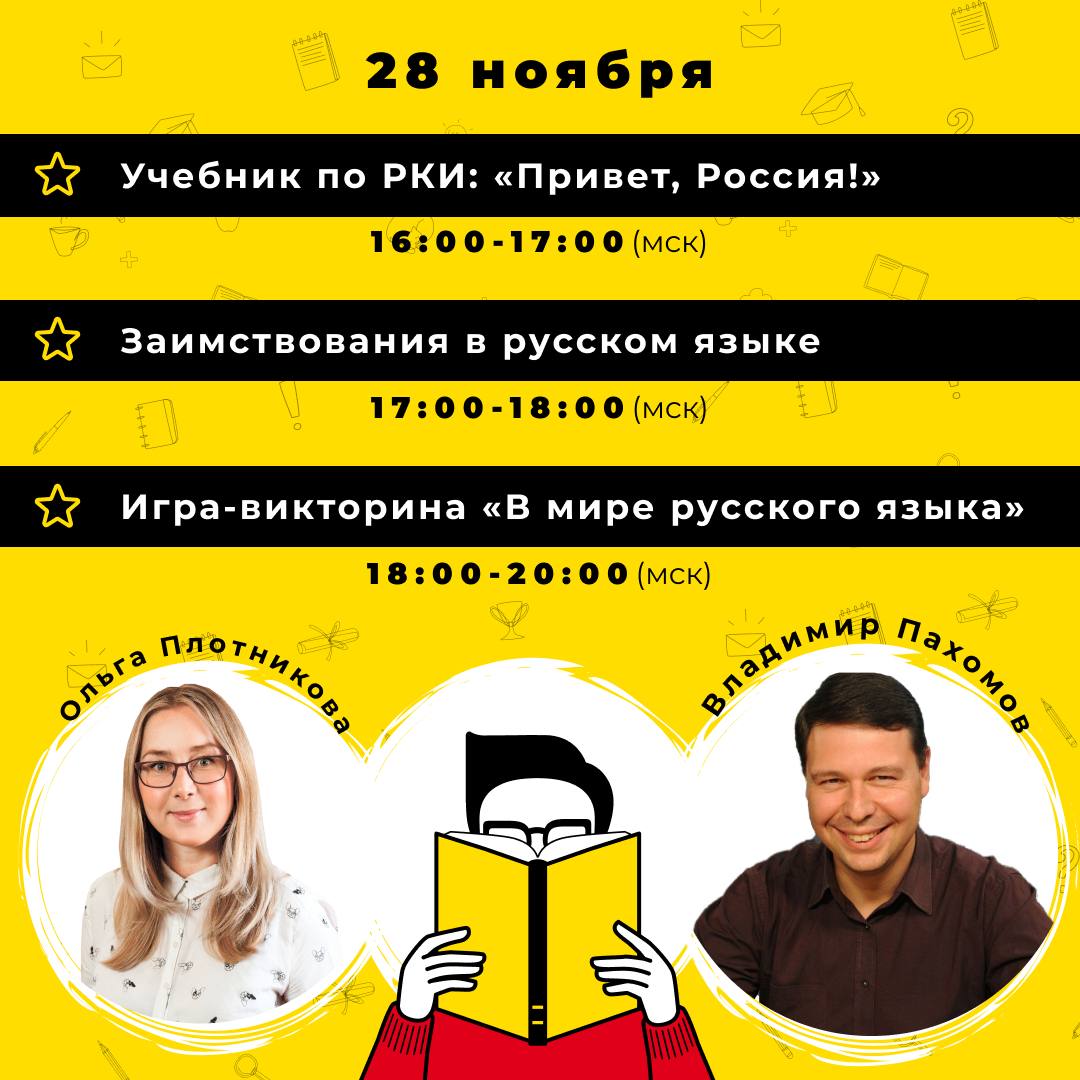 28 ноября
Учебник по РКИ: «Привет, Россия!»
16:00-17:00 (мск)
Заимствования в русском языке
17:00-18:00 (мск)
Игра-викторина «В мире русского языка»
18:00-20:00 (мск)
Ольга Плотникова
Владимир Пахомов